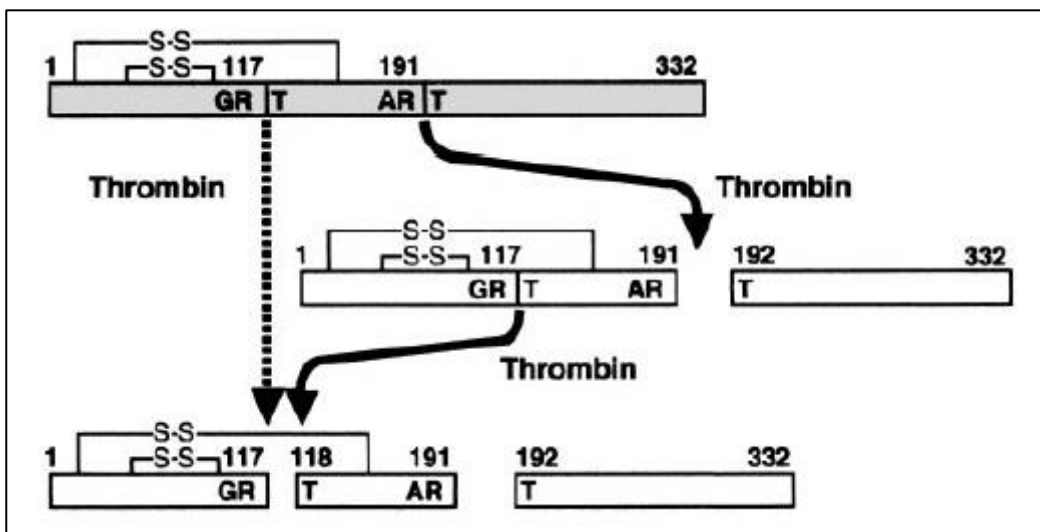 S-S
1 S-S 117 191 332
GR T AR T
Thrombin Thrombin
S-S
1 S-S 117 191 192 332
GR T AR T
Thrombin
S-S
1 S-S 117 118 191 192 332
GR T AR T